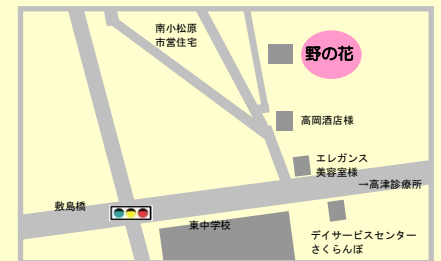 南小松原
市営住宅
野の花
高岡酒店様
エレガンス
美容室様
→高津診療所
敷島橋
東中学校
デイサービスセンター
さくらんぼ